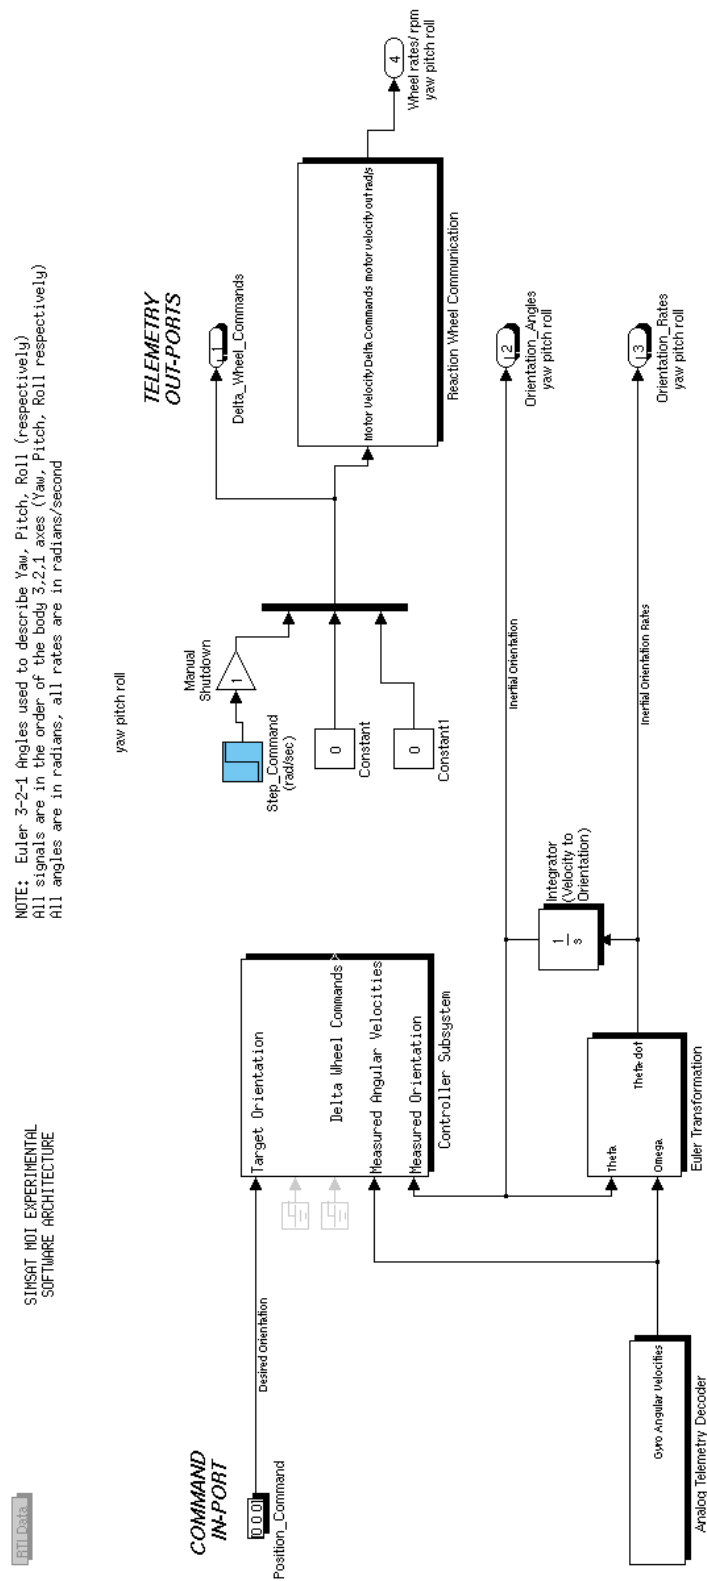 RTI Data
SIMSAT MOI EXPERIMENTAL
SOFTWARE ARCHITECTURE
NOTE: Euler 3-2-1 Angles used to describe Yaw, Pitch, Roll (respectively)
All signals are in the order of the body 3,2,1 axes (Yaw, Pitch, Roll respectively)
All angles are in radians, all rates are in radians/second
yaw pitch roll
COMMAND
IN-PORT
[0 0 0]
Position_Command
Desired Orientation
Target Orientation
Delta Wheel Commands
Measured Angular Velocities
Measured Orientation
Controller Subsystem
Manual
Shutdown
1
Step_Command
(rad/sec)
0
Constant
0
Constant1
TELEMETRY
OUT-PORTS
1
Delta_Wheel_Commands
Motor Velocity Delta Commands motor velocity out rad/s
Reaction Wheel Communication
4
Wheel rates/ rpm
yaw pitch roll
Inertial Orientation
2
Orientation_Angles
yaw pitch roll
Integrator
(Velocity to
Orientation)
1
s
Inertial Orientation Rates
3
Orientation_Rates
yaw pitch roll
Theta
Theta-dot
Omega
Euler Transformation
Gyro Angular Velocities
Analog Telemetry Decoder